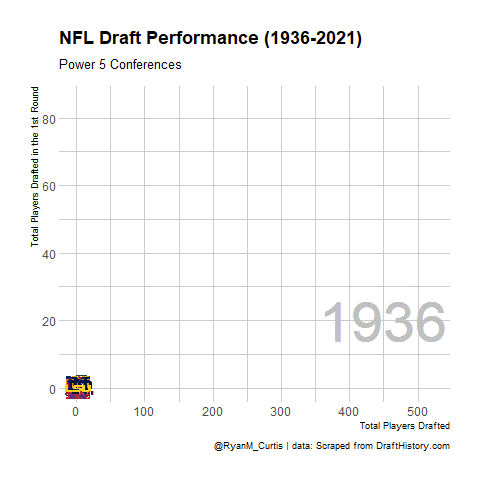 NFL Draft Performance (1936-2021)
Power 5 Conferences
Total Players Drafted in the 1st Round
80
60
40
20
0
1936
0 100 200 300 400 500
Total Players Drafted
@RyanM_Curtis | data: Scraped from DraftHistory.com